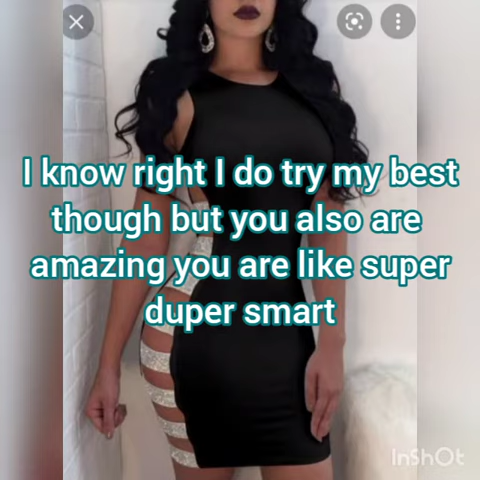 I know right I do try my best
though but you also are
amazing you are like super
duper smart
InShOt